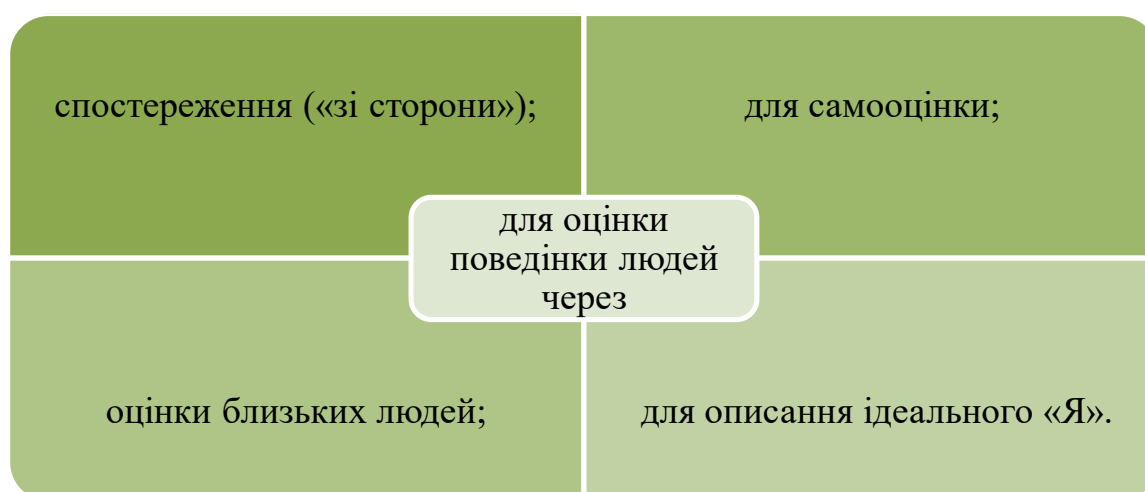 спостереження («зі сторони»);
для самооцінки;
для оцінки
поведінки людей
через
оцінки близьких людей;
для описання ідеального «Я».